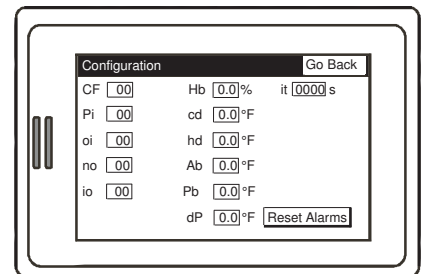 Configuration Go Back
CF 00 Hb 0.0 % it 0000 s
Pi 00 cd 0.0 °F
oi 00 hd 0.0 °F
no 00 Ab 0.0 °F
io 00 Pb 0.0 °F
dP 0.0 °F Reset Alarms